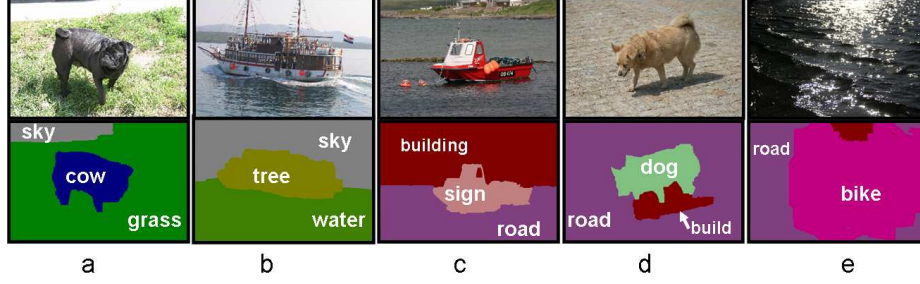 sky
cow
grass
sky
tree
water
building
sign
road
dog
road
build
road
bike
a b c d e